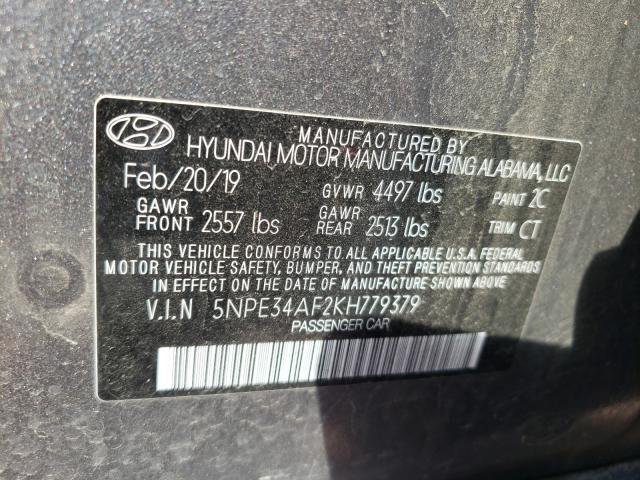 MANUFACTURED BY
HYUNDAI MOTOR MANUFACTURING ALABAMA, LLC
Feb/20/19 GVWR 4497 lbs PAINT 2C
GAWR FRONT 2557 lbs GAWR REAR 2513 lbs TRIM CT
THIS VEHICLE CONFORMS TO ALL APPLICABLE U.S.A. FEDERAL
MOTOR VEHICLE SAFETY, BUMPER, AND THEFT PREVENTION STANDARDS
IN EFFECT ON THE DATE OF MANUFACTURE SHOWN ABOVE.
V.I.N 5NPE34AF2KH779379
PASSENGER CAR